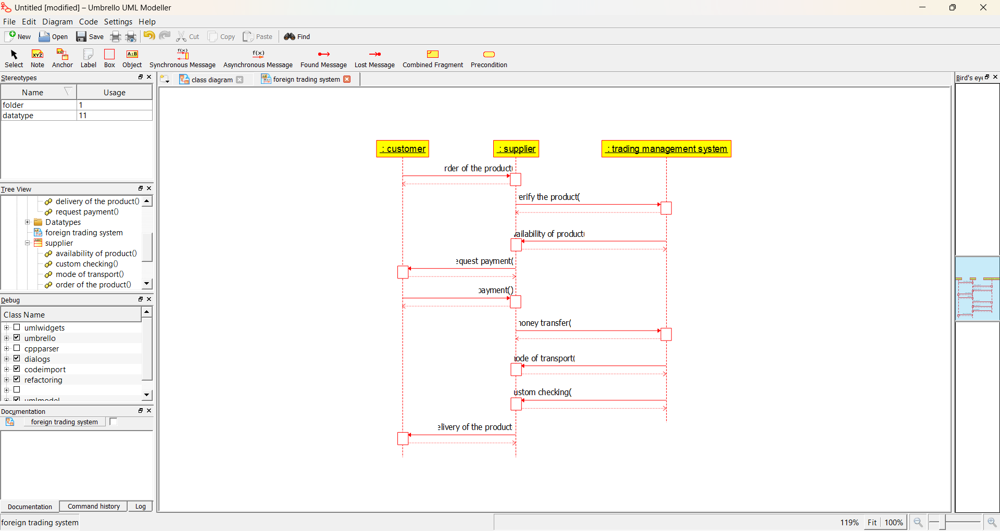 Untitled [modified] – Umbrello UML Modeller
File Edit Diagram Code Settings Help
New Open Save Cut Copy Paste Find
Select Note Anchor Label Box Object Synchronous Message Asynchronous Message Found Message Lost Message Combined Fragment Precondition
Stereotypes
Name Usage
folder 1
datatype 11
Tree View
delivery of the product()
request payment()
Datatypes
foreign trading system
supplier
availability of product()
custom checking()
mode of transport()
order of the product()
Debug
Class Name
umlwidgets
umbrello
cppparser
dialogs
codeimport
refactoring
umlmodel
Documentation
foreign trading system
Documentation Command history Log
foreign trading system
class diagram
foreign trading system
: customer
: supplier
: trading management system
rder of the product(
erify the product(
ailability of product(
equest payment(
payment()
oney transfer(
ode of transport(
ustom checking(
elivery of the product
Bird's eye
119% Fit 100%